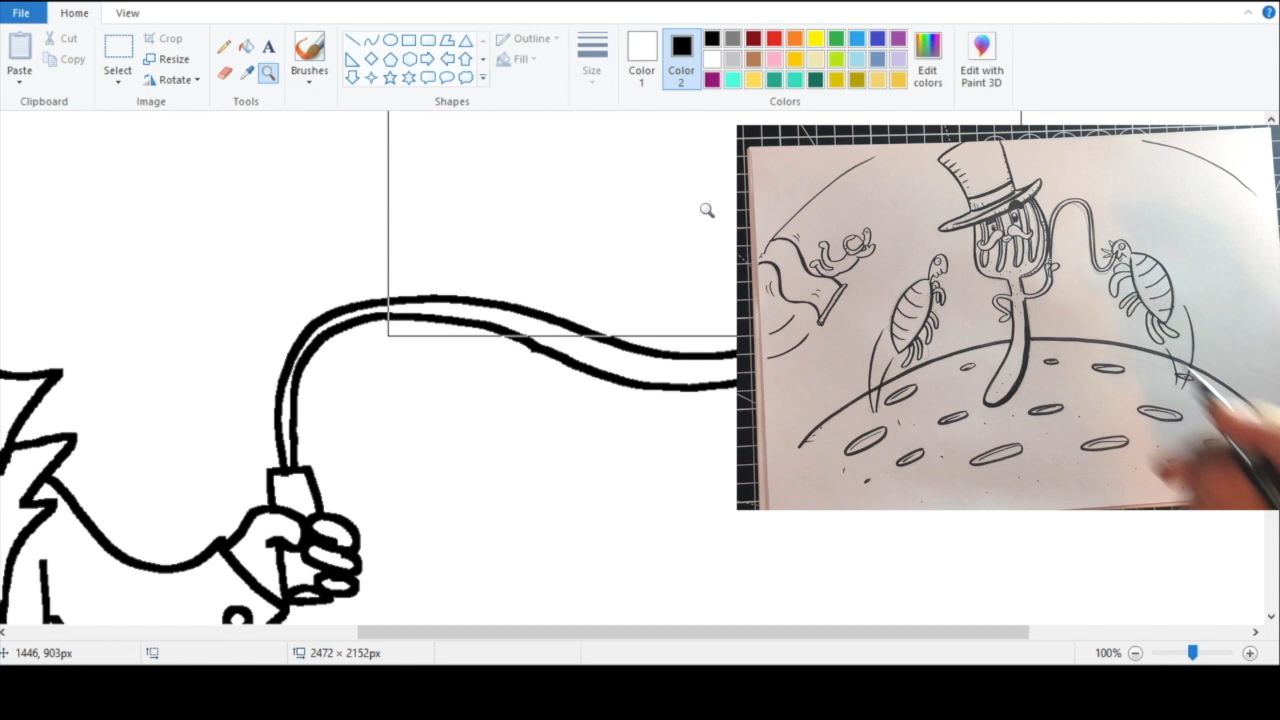 File Home View
Paste Cut Copy
Clipboard
Select Crop Resize Rotate
Image
A
Tools
Brushes
Outline Fill
Shapes
Size
Color 1
Color 2
Edit colors
Colors
Edit with Paint 3D
1446, 903px
2472 × 2152px
100%